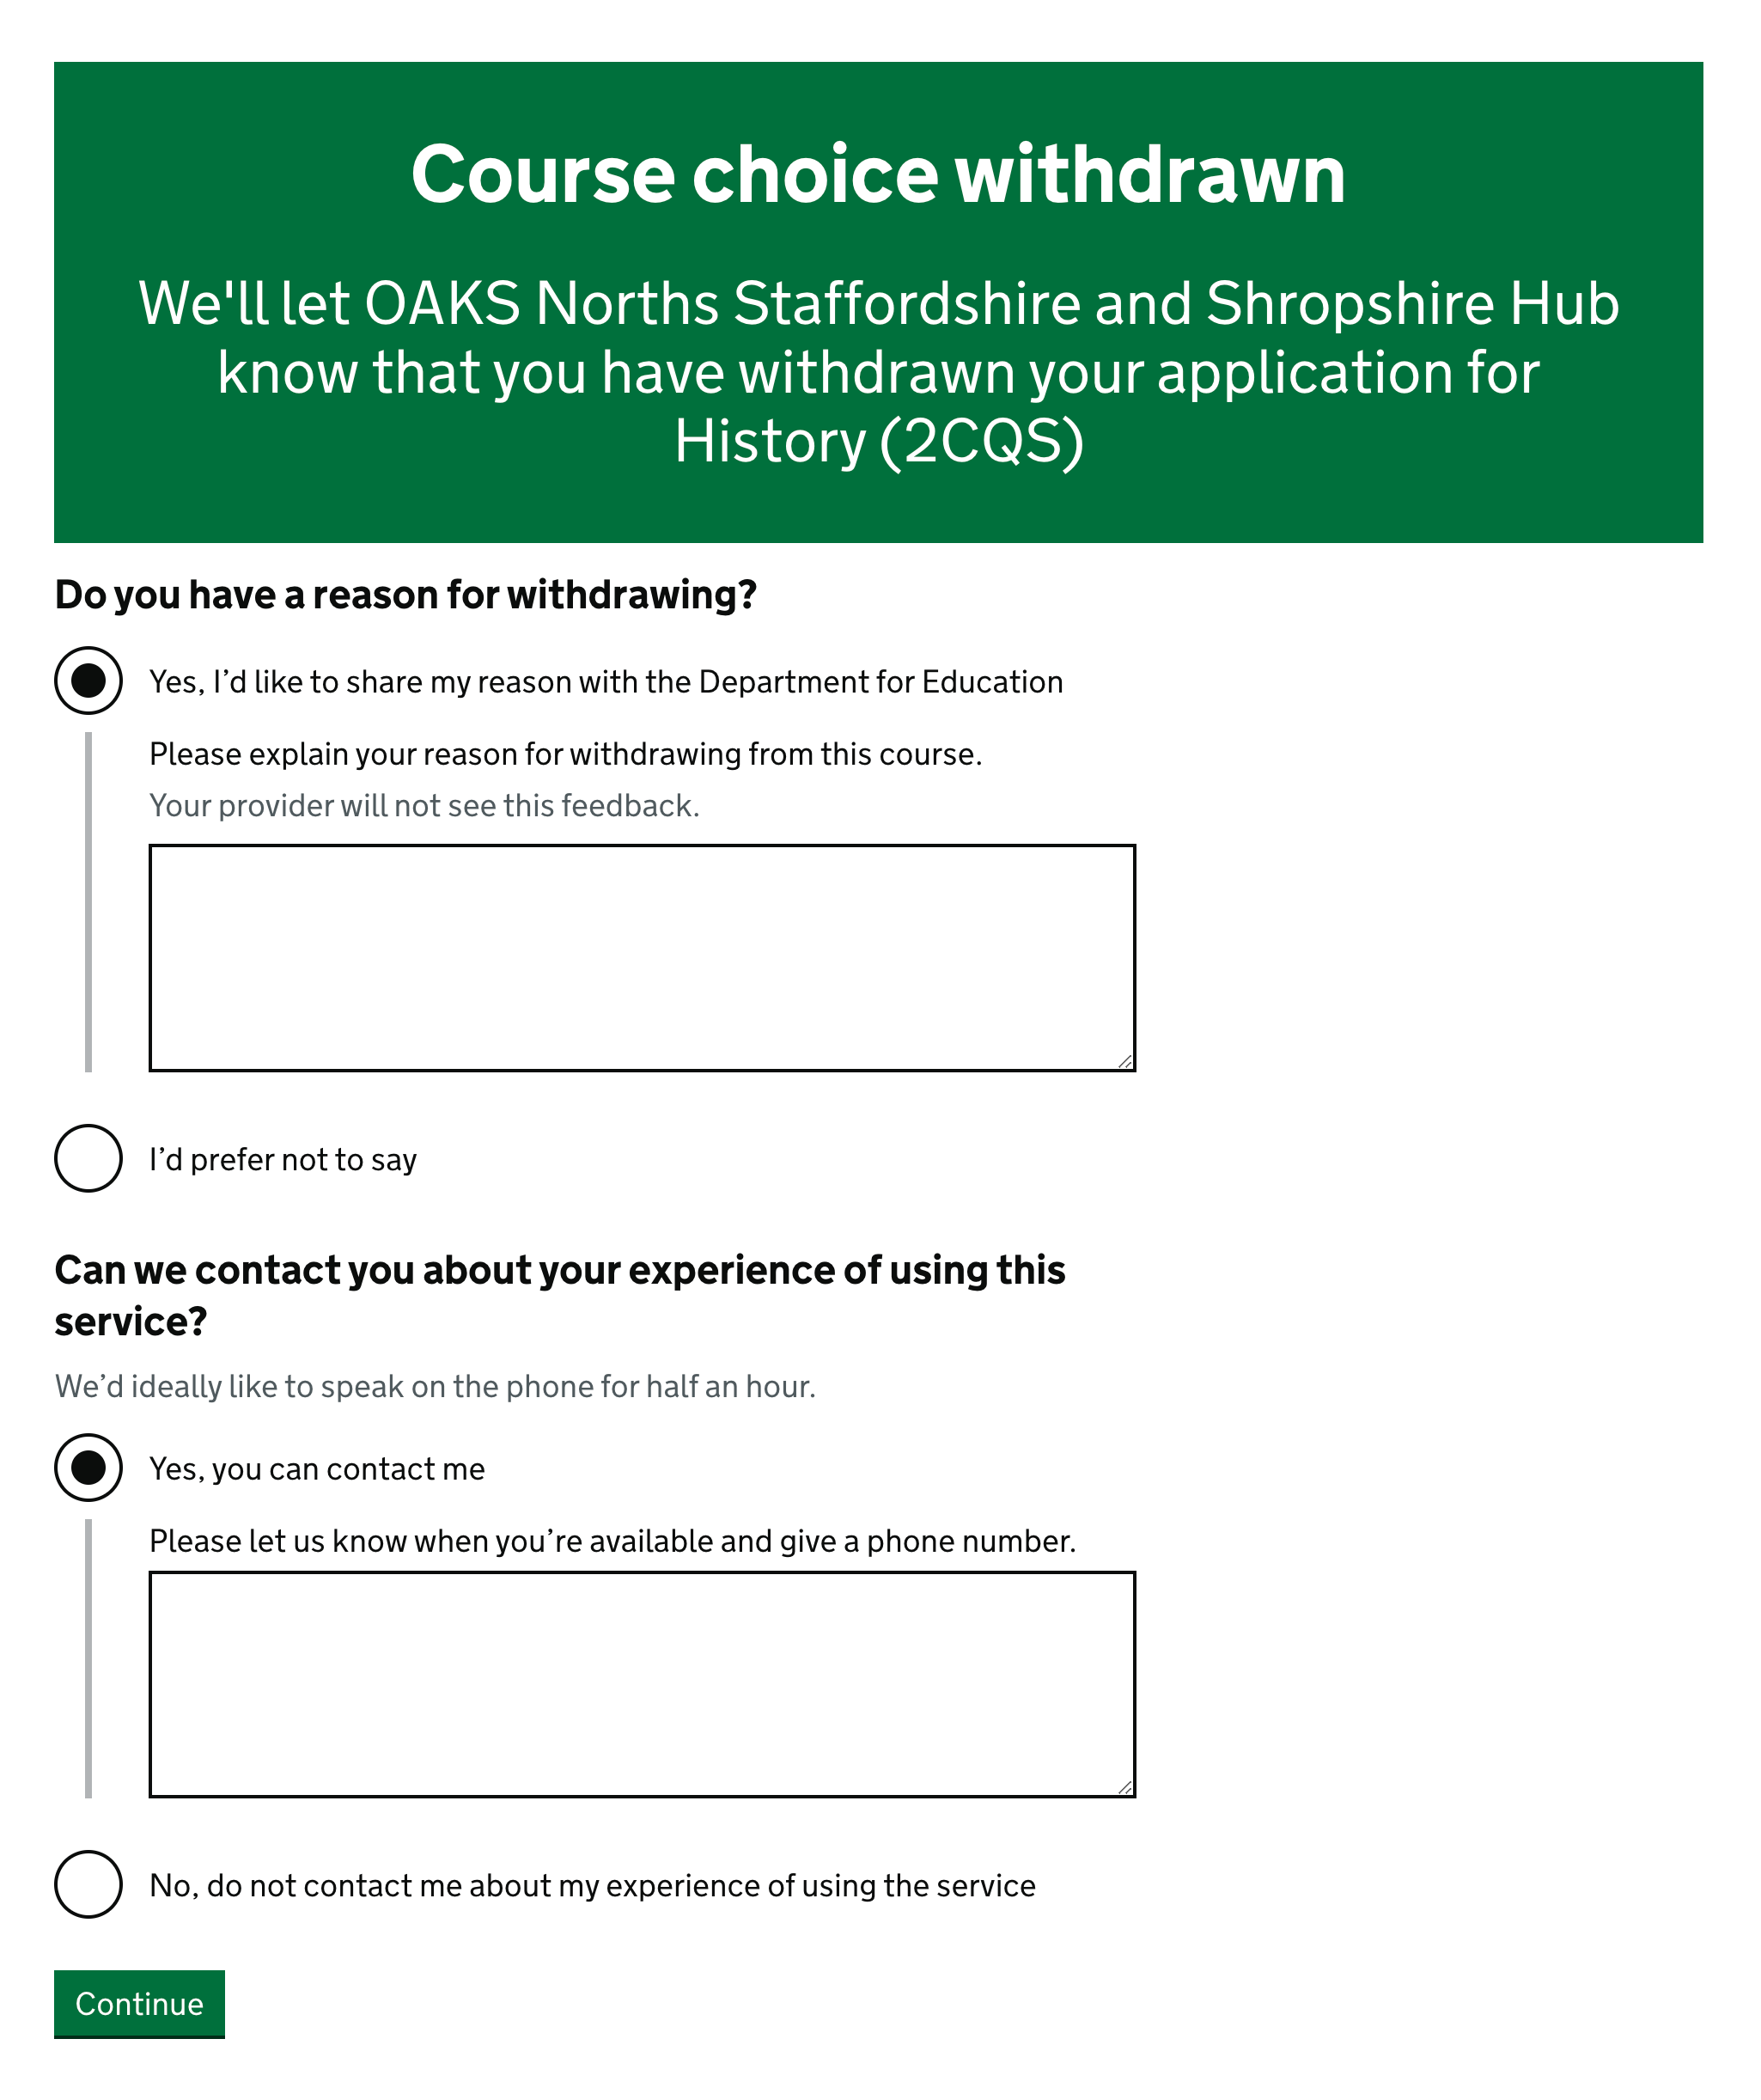 Course choice withdrawn
We'll let OAKS Norths Staffordshire and Shropshire Hub
know that you have withdrawn your application for
History (2CQS)
Do you have a reason for withdrawing?
Yes, I’d like to share my reason with the Department for Education
Please explain your reason for withdrawing from this course.
Your provider will not see this feedback.
I’d prefer not to say
Can we contact you about your experience of using this
service?
We’d ideally like to speak on the phone for half an hour.
Yes, you can contact me
Please let us know when you’re available and give a phone number.
No, do not contact me about my experience of using the service
Continue